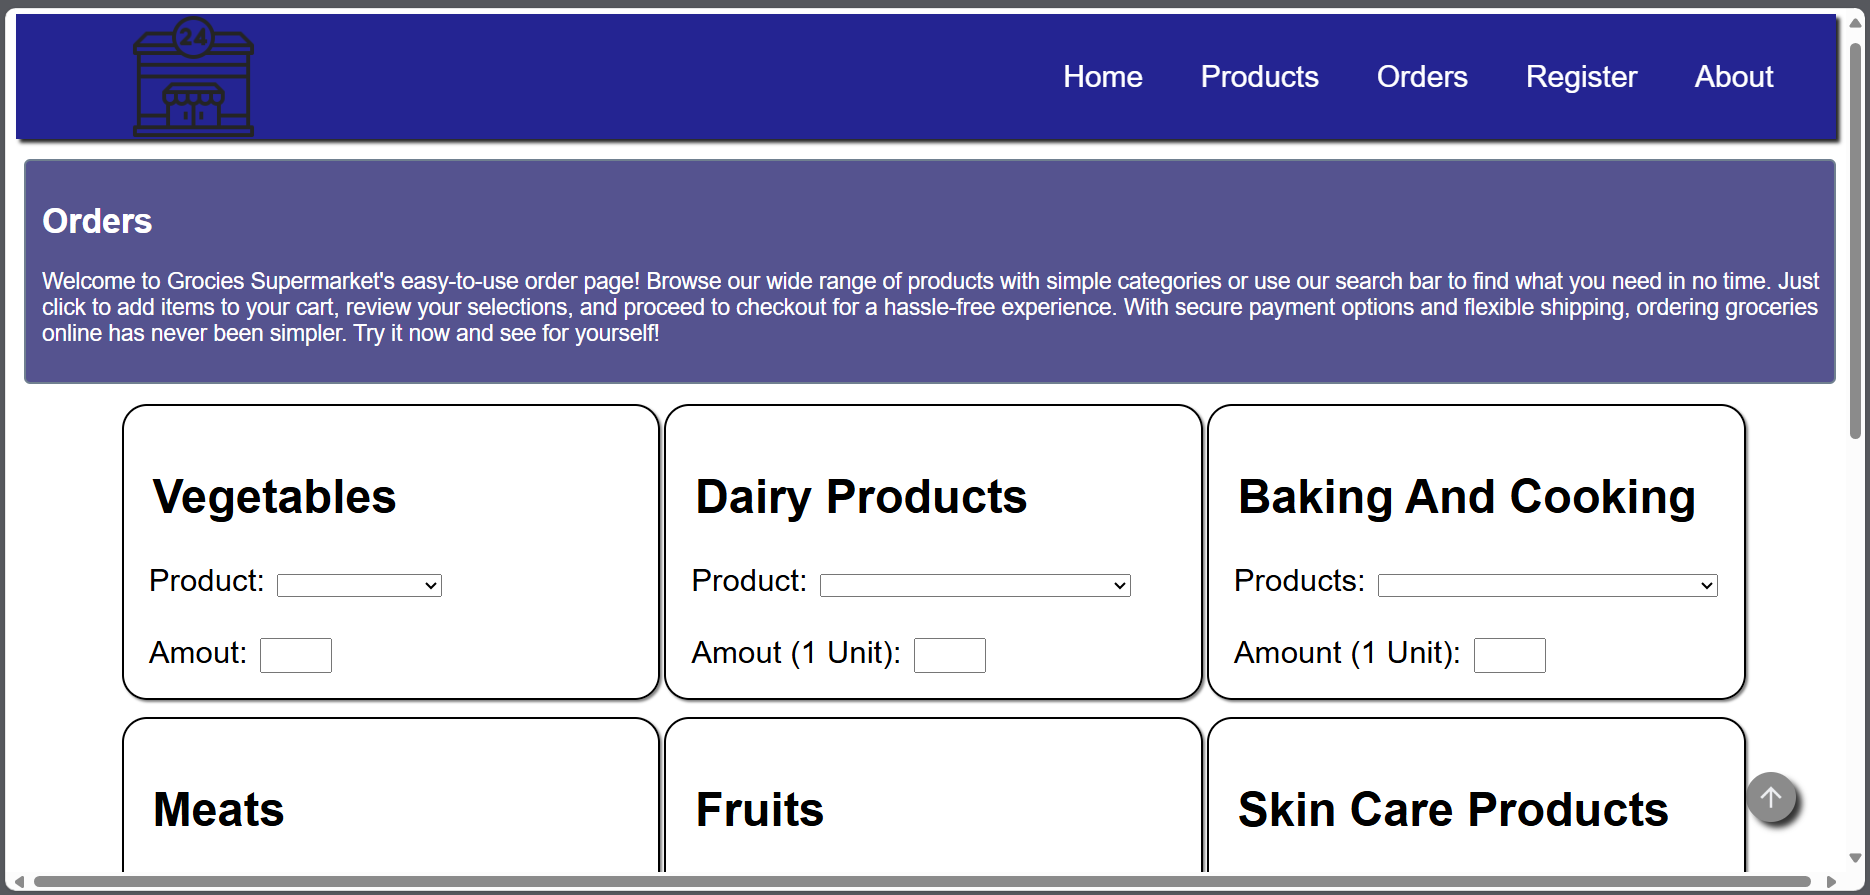 24
Home Products Orders Register About
Orders
Welcome to Grocies Supermarket's easy-to-use order page! Browse our wide range of products with simple categories or use our search bar to find what you need in no time. Just
click to add items to your cart, review your selections, and proceed to checkout for a hassle-free experience. With secure payment options and flexible shipping, ordering groceries
online has never been simpler. Try it now and see for yourself!
Vegetables
Product:
Amout:
Dairy Products
Product:
Amout (1 Unit):
Baking And Cooking
Products:
Amount (1 Unit):
Meats
Fruits
Skin Care Products